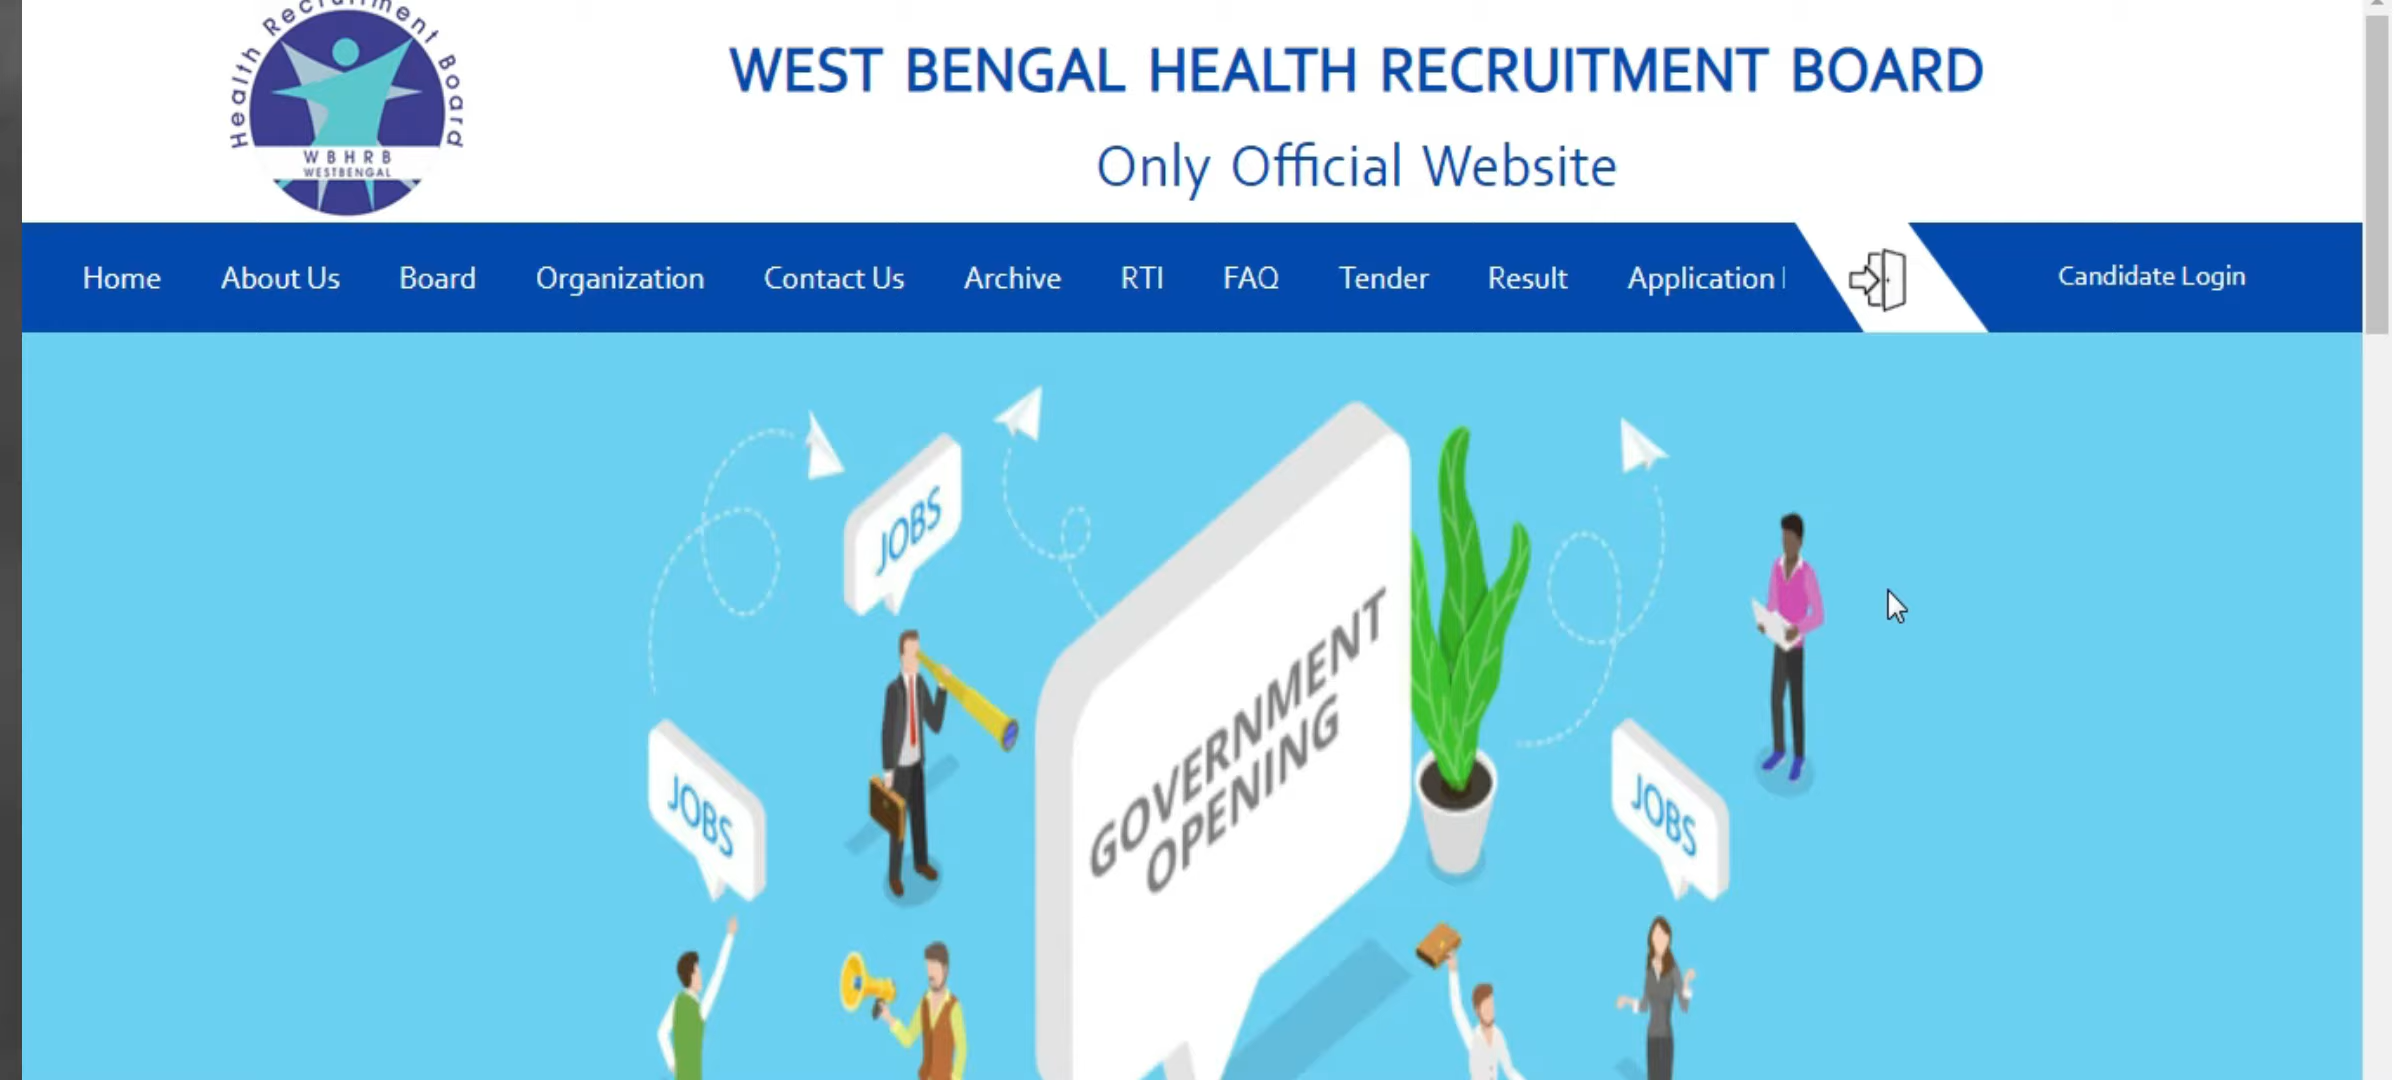 Health Recruitment Board
WBHRB
WESTBENGAL
WEST BENGAL HEALTH RECRUITMENT BOARD
Only Official Website
Home About Us Board Organization Contact Us Archive RTI FAQ Tender Result Application Candidate Login
JOBS
GOVERNMENT
OPENING
JOBS
JOBS